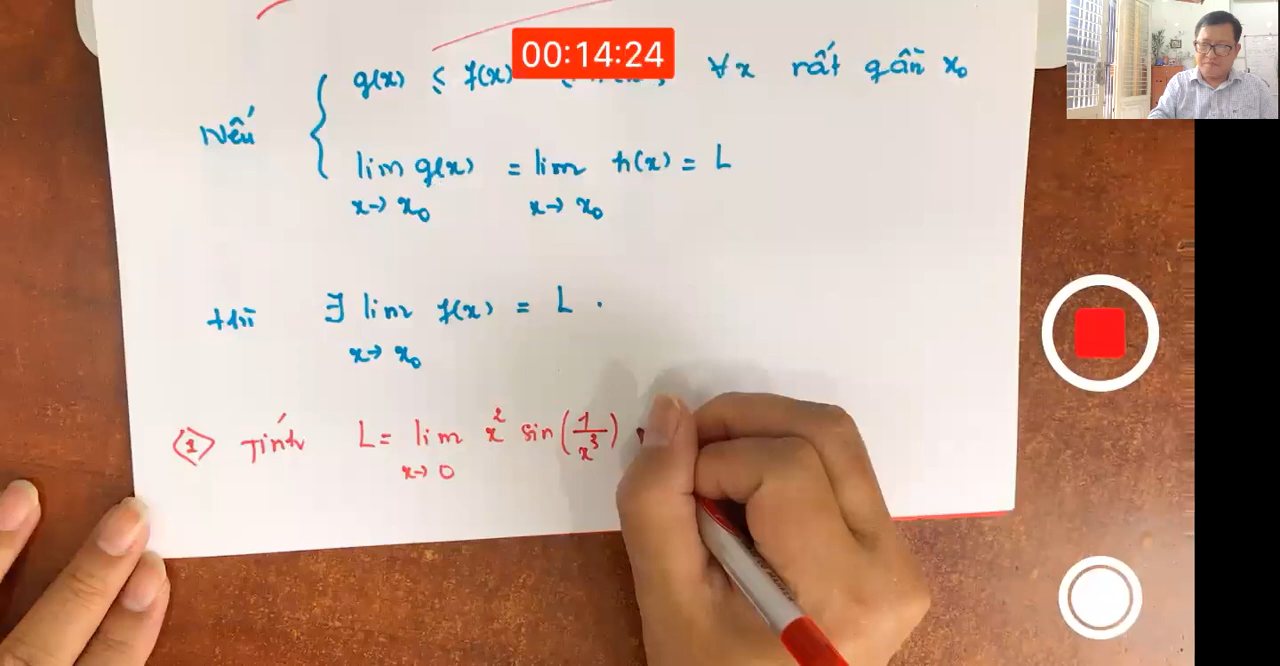 00:14:24
g(x) ≤ f(x) ∀x rất gần x₀
Nếu
lim g(x) = lim h(x) = L
x→x₀ x→x₀
thì ∃ lim f(x) = L.
x→x₀
① Tính L = lim x² sin(1/x³)
x→0